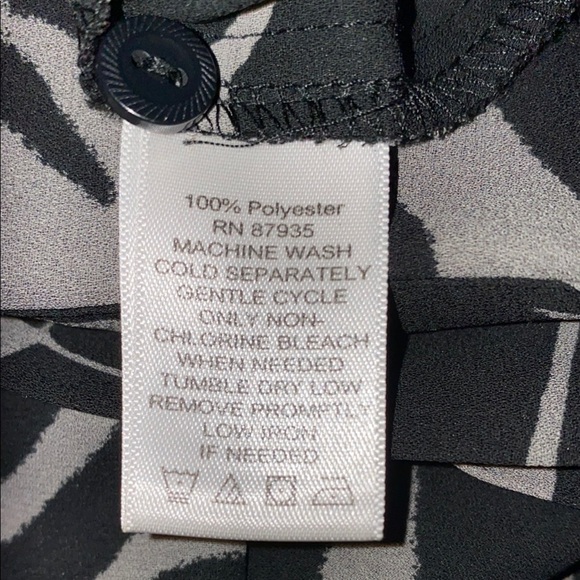 100% Polyester
RN 87935
MACHINE WASH
COLD SEPARATELY
GENTLE CYCLE
ONLY NON-
CHLORINE BLEACH
WHEN NEEDED
TUMBLE DRY LOW
REMOVE PROMPTLY
LOW IRON
IF NEEDED